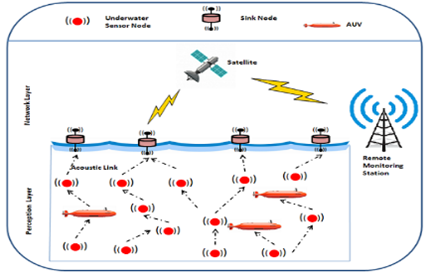 Underwater
Sensor Node
Sink Node
AUV
Satellite
Network Layer
Acoustic Link
Remote
Monitoring
Station
Perception Layer